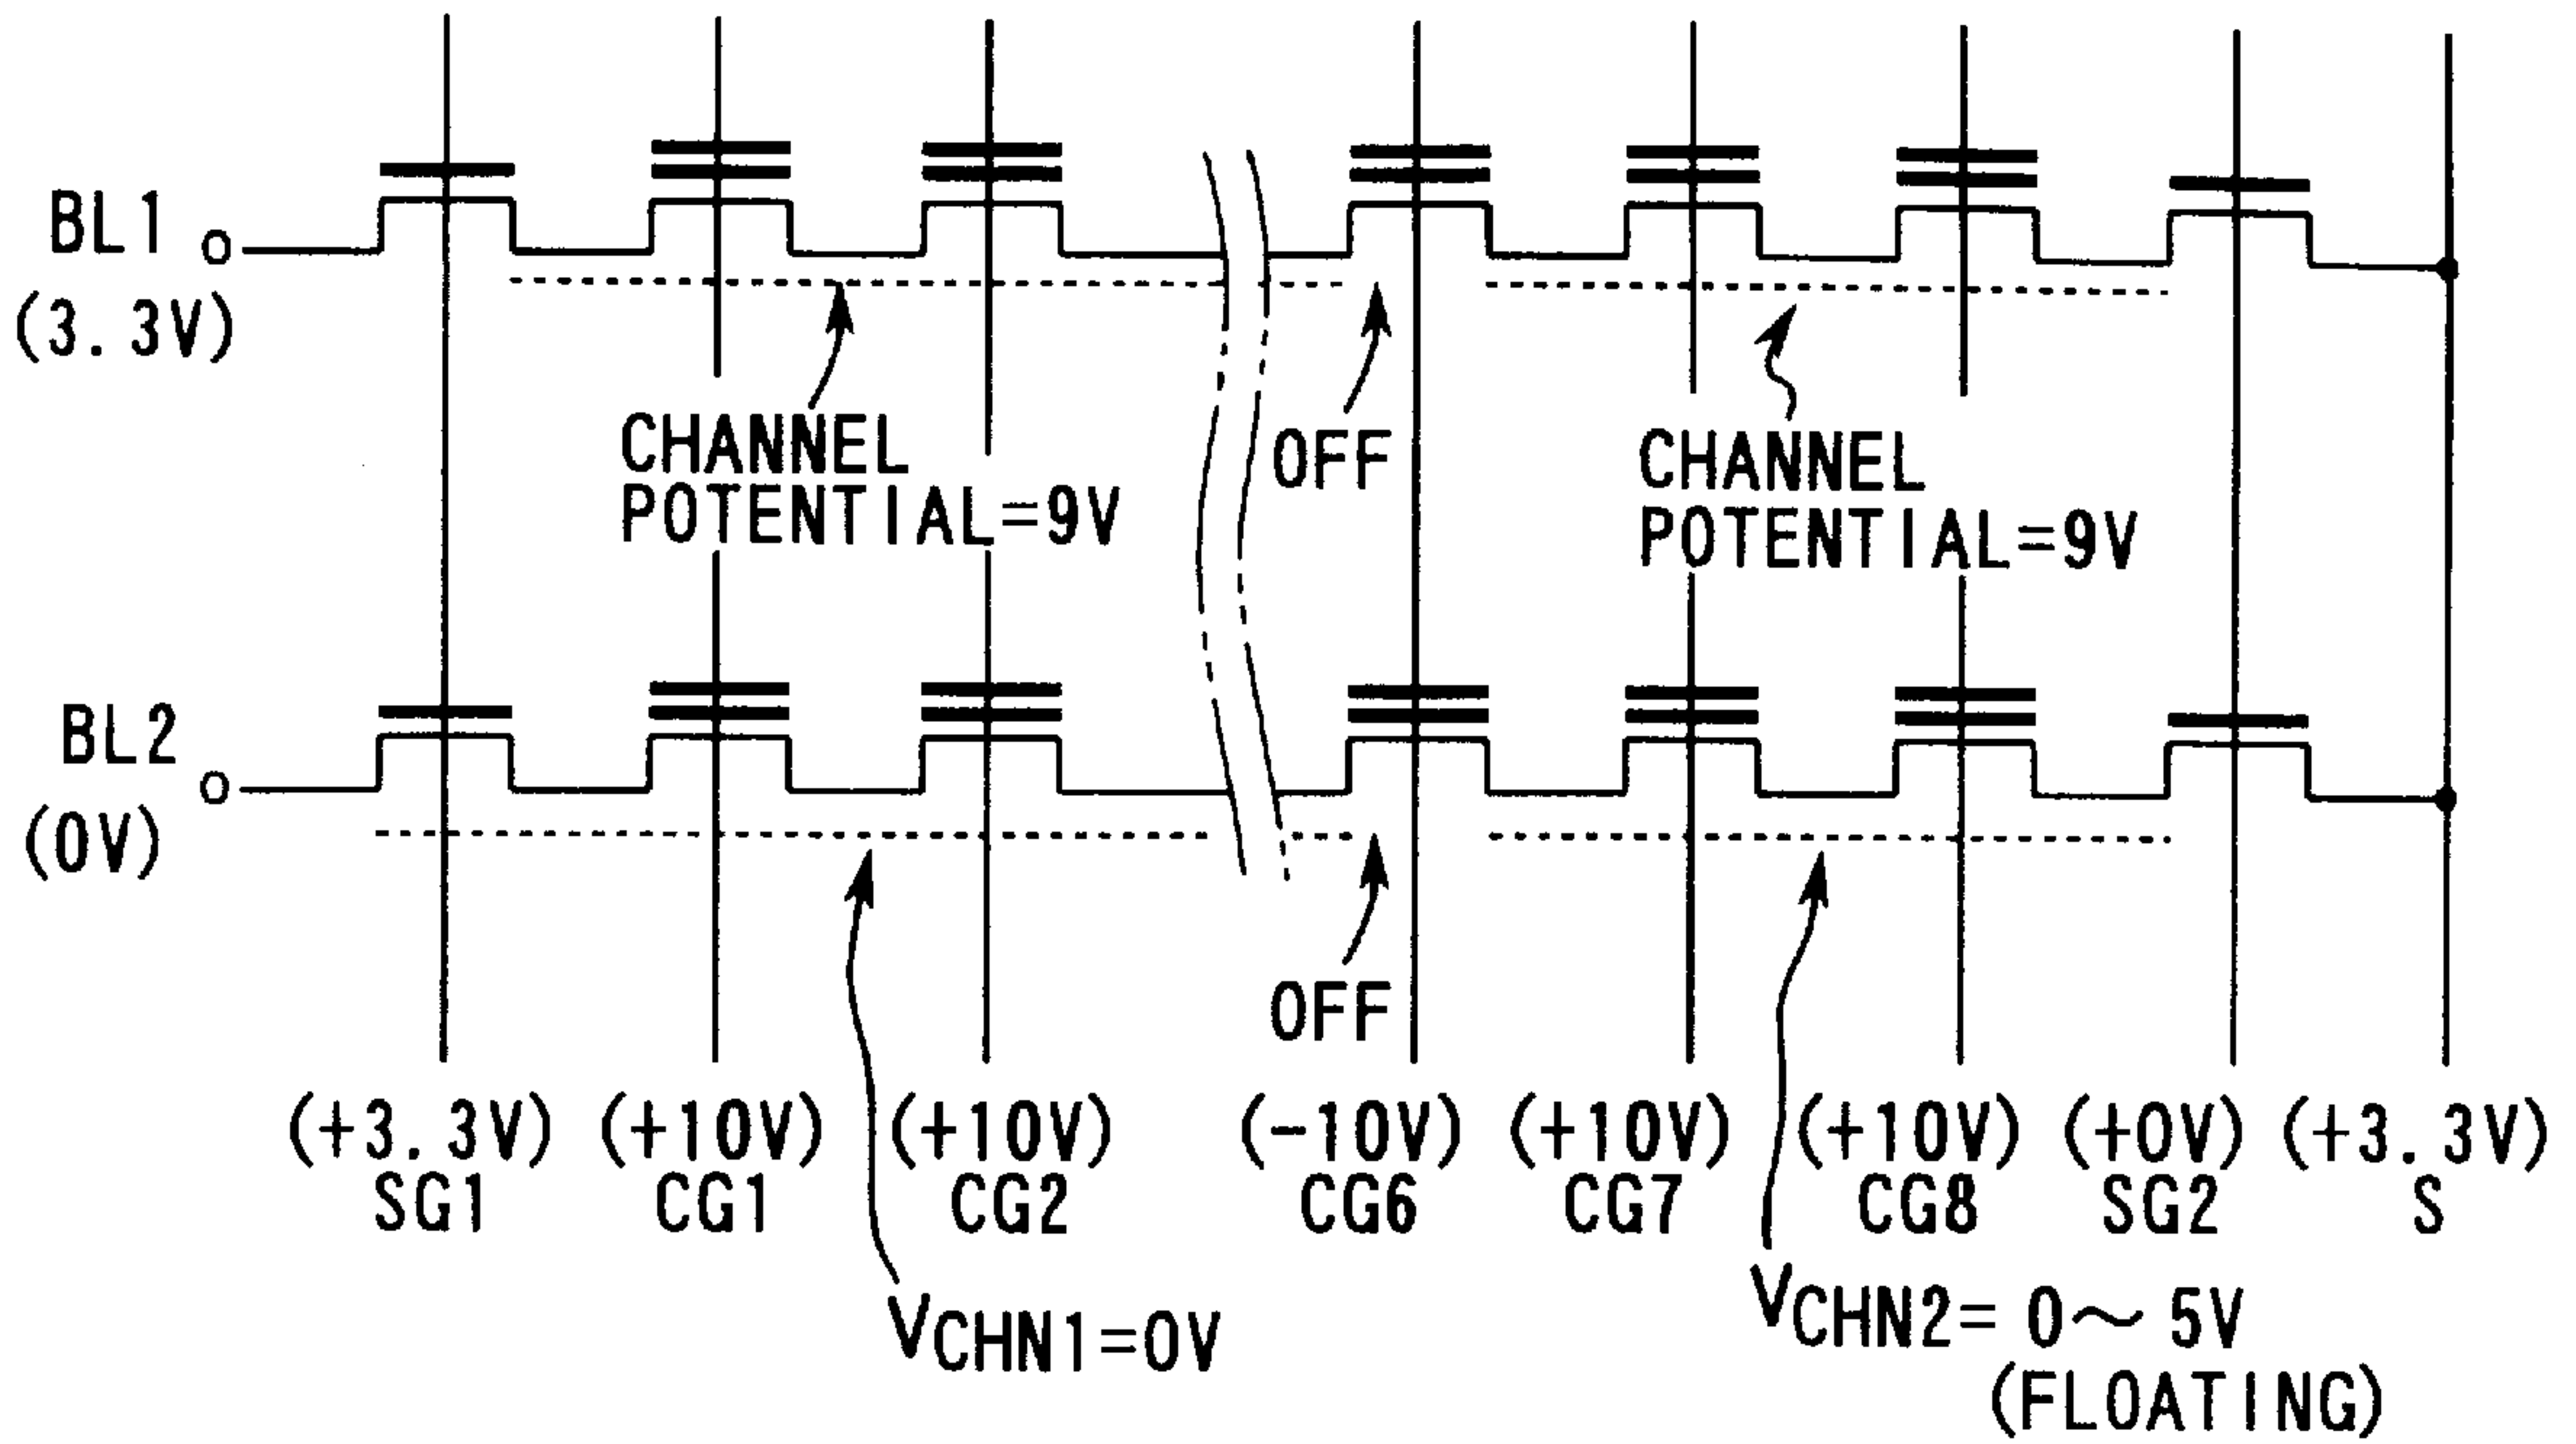 BL1
(3.3V)
CHANNEL
POTENTIAL=9V
OFF
CHANNEL
POTENTIAL=9V
BL2
(0V)
OFF
(+3.3V) (+10V) (+10V) (-10V) (+10V) (+10V) (+0V) (+3.3V)
SG1 CG1 CG2 CG6 CG7 CG8 SG2 S
VCHN1=0V
VCHN2= 0~ 5V
(FLOATING)